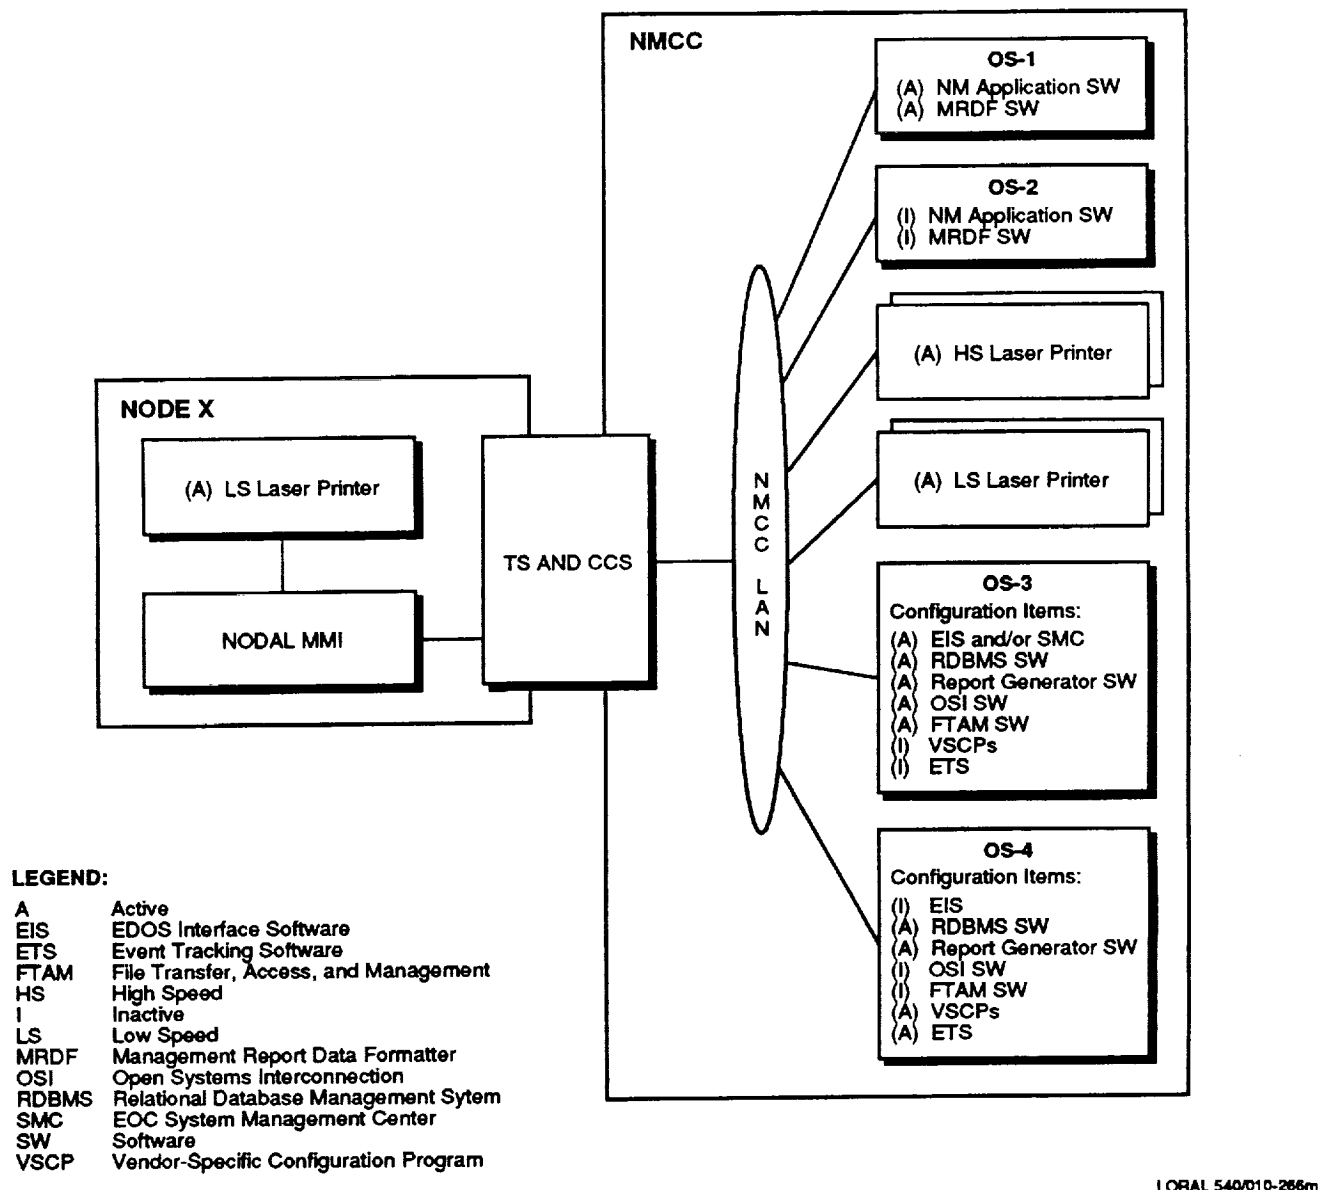 NMCC
OS-1
(A) NM Application SW
(A) MRDF SW
OS-2
(I) NM Application SW
(I) MRDF SW
(A) HS Laser Printer
(A) LS Laser Printer
NODE X
(A) LS Laser Printer
NODAL MMI
TS AND CCS
NMCC LAN
OS-3
Configuration Items:
(A) EIS and/or SMC
(A) RDBMS SW
(A) Report Generator SW
(A) OSI SW
(A) FTAM SW
(I) VSCPs
(I) ETS
OS-4
Configuration Items:
(I) EIS
(A) RDBMS SW
(A) Report Generator SW
(I) OSI SW
(I) FTAM SW
(A) VSCPs
(A) ETS
LEGEND:
A Active
EIS EDOS Interface Software
ETS Event Tracking Software
FTAM File Transfer, Access, and Management
HS High Speed
I Inactive
LS Low Speed
MRDF Management Report Data Formatter
OSI Open Systems Interconnection
RDBMS Relational Database Management Sytem
SMC EOC System Management Center
SW Software
VSCP Vendor-Specific Configuration Program
LORAL 540/010-266m